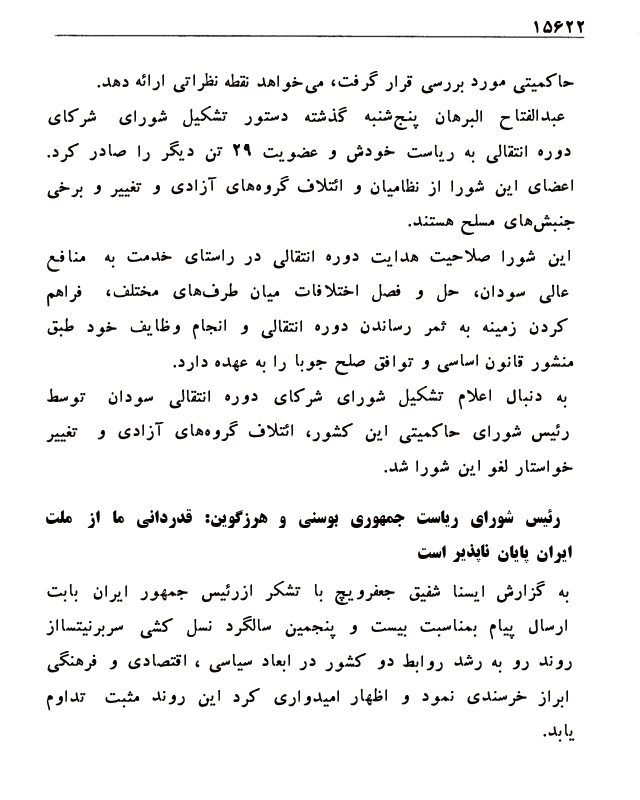 ۱۵۶۲۲
حاکمیتی مورد بررسی قرار گرفت، می‌خواهد نقطه نظراتی ارائه دهد.
عبدالفتاح البرهان پنج‌شنبه گذشته دستور تشکیل شورای شرکای
دوره انتقالی به ریاست خودش و عضویت ۲۹ تن دیگر را صادر کرد.
اعضای این شورا از نظامیان و ائتلاف گروه‌های آزادی و تغییر و برخی
جنبش‌های مسلح هستند.
این شورا صلاحیت هدایت دوره انتقالی در راستای خدمت به منافع
عالی سودان، حل و فصل اختلافات میان طرف‌های مختلف، فراهم
کردن زمینه به ثمر رساندن دوره انتقالی و انجام وظایف خود طبق
منشور قانون اساسی و توافق صلح جوبا را به عهده دارد.
به دنبال اعلام تشکیل شورای شرکای دوره انتقالی سودان توسط
رئیس شورای حاکمیتی این کشور، ائتلاف گروه‌های آزادی و تغییر
خواستار لغو این شورا شد.
رئیس شورای ریاست جمهوری بوسنی و هرزگوین: قدردانی ما از ملت
ایران پایان ناپذیر است
به گزارش ایسنا شفیق جعفرویچ با تشکر ازرئیس جمهور ایران بابت
ارسال پیام بمناسبت بیست و پنجمین سالگرد نسل کشی سربرنیتسااز
روند رو به رشد روابط دو کشور در ابعاد سیاسی ، اقتصادی و فرهنگی
ابراز خرسندی نمود و اظهار امیدواری کرد این روند مثبت تداوم
یابد.